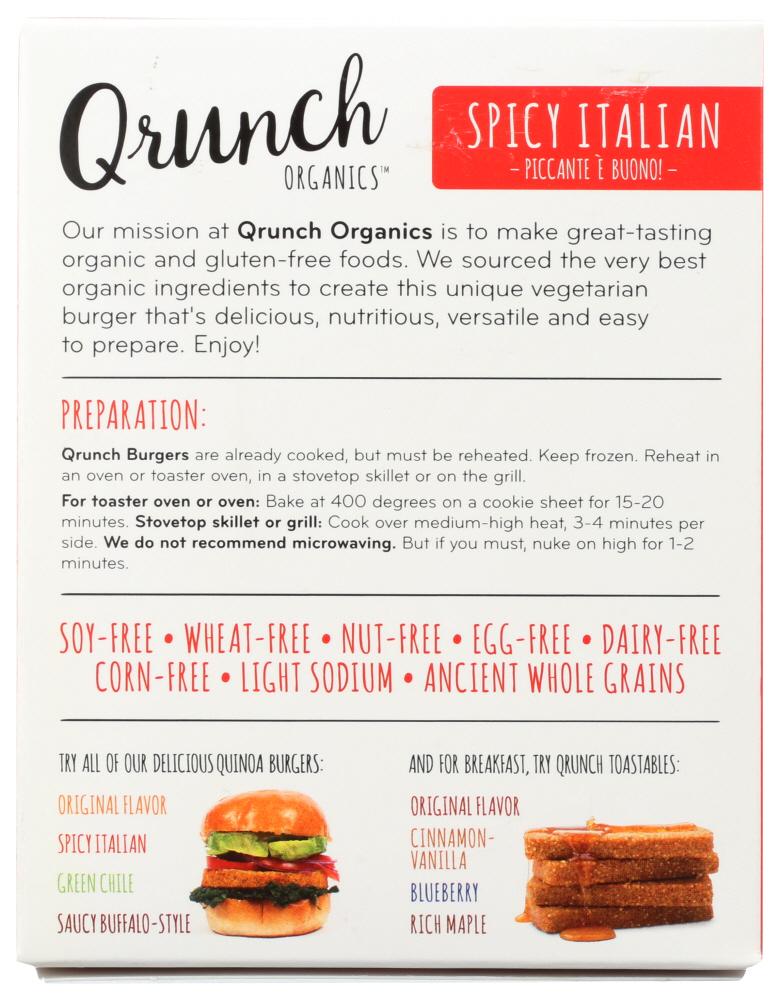 Qrunch
ORGANICS™
SPICY ITALIAN
– PICCANTE È BUONO! –
Our mission at Qrunch Organics is to make great-tasting
organic and gluten-free foods. We sourced the very best
organic ingredients to create this unique vegetarian
burger that's delicious, nutritious, versatile and easy
to prepare. Enjoy!
PREPARATION:
Qrunch Burgers are already cooked, but must be reheated. Keep frozen. Reheat in
an oven or toaster oven, in a stovetop skillet or on the grill.
For toaster oven or oven: Bake at 400 degrees on a cookie sheet for 15-20
minutes. Stovetop skillet or grill: Cook over medium-high heat, 3-4 minutes per
side. We do not recommend microwaving. But if you must, nuke on high for 1-2
minutes.
SOY-FREE • WHEAT-FREE • NUT-FREE • EGG-FREE • DAIRY-FREE
CORN-FREE • LIGHT SODIUM • ANCIENT WHOLE GRAINS
TRY ALL OF OUR DELICIOUS QUINOA BURGERS:
ORIGINAL FLAVOR
SPICY ITALIAN
GREEN CHILE
SAUCY BUFFALO-STYLE
AND FOR BREAKFAST, TRY QRUNCH TOASTABLES:
ORIGINAL FLAVOR
CINNAMON-
VANILLA
BLUEBERRY
RICH MAPLE